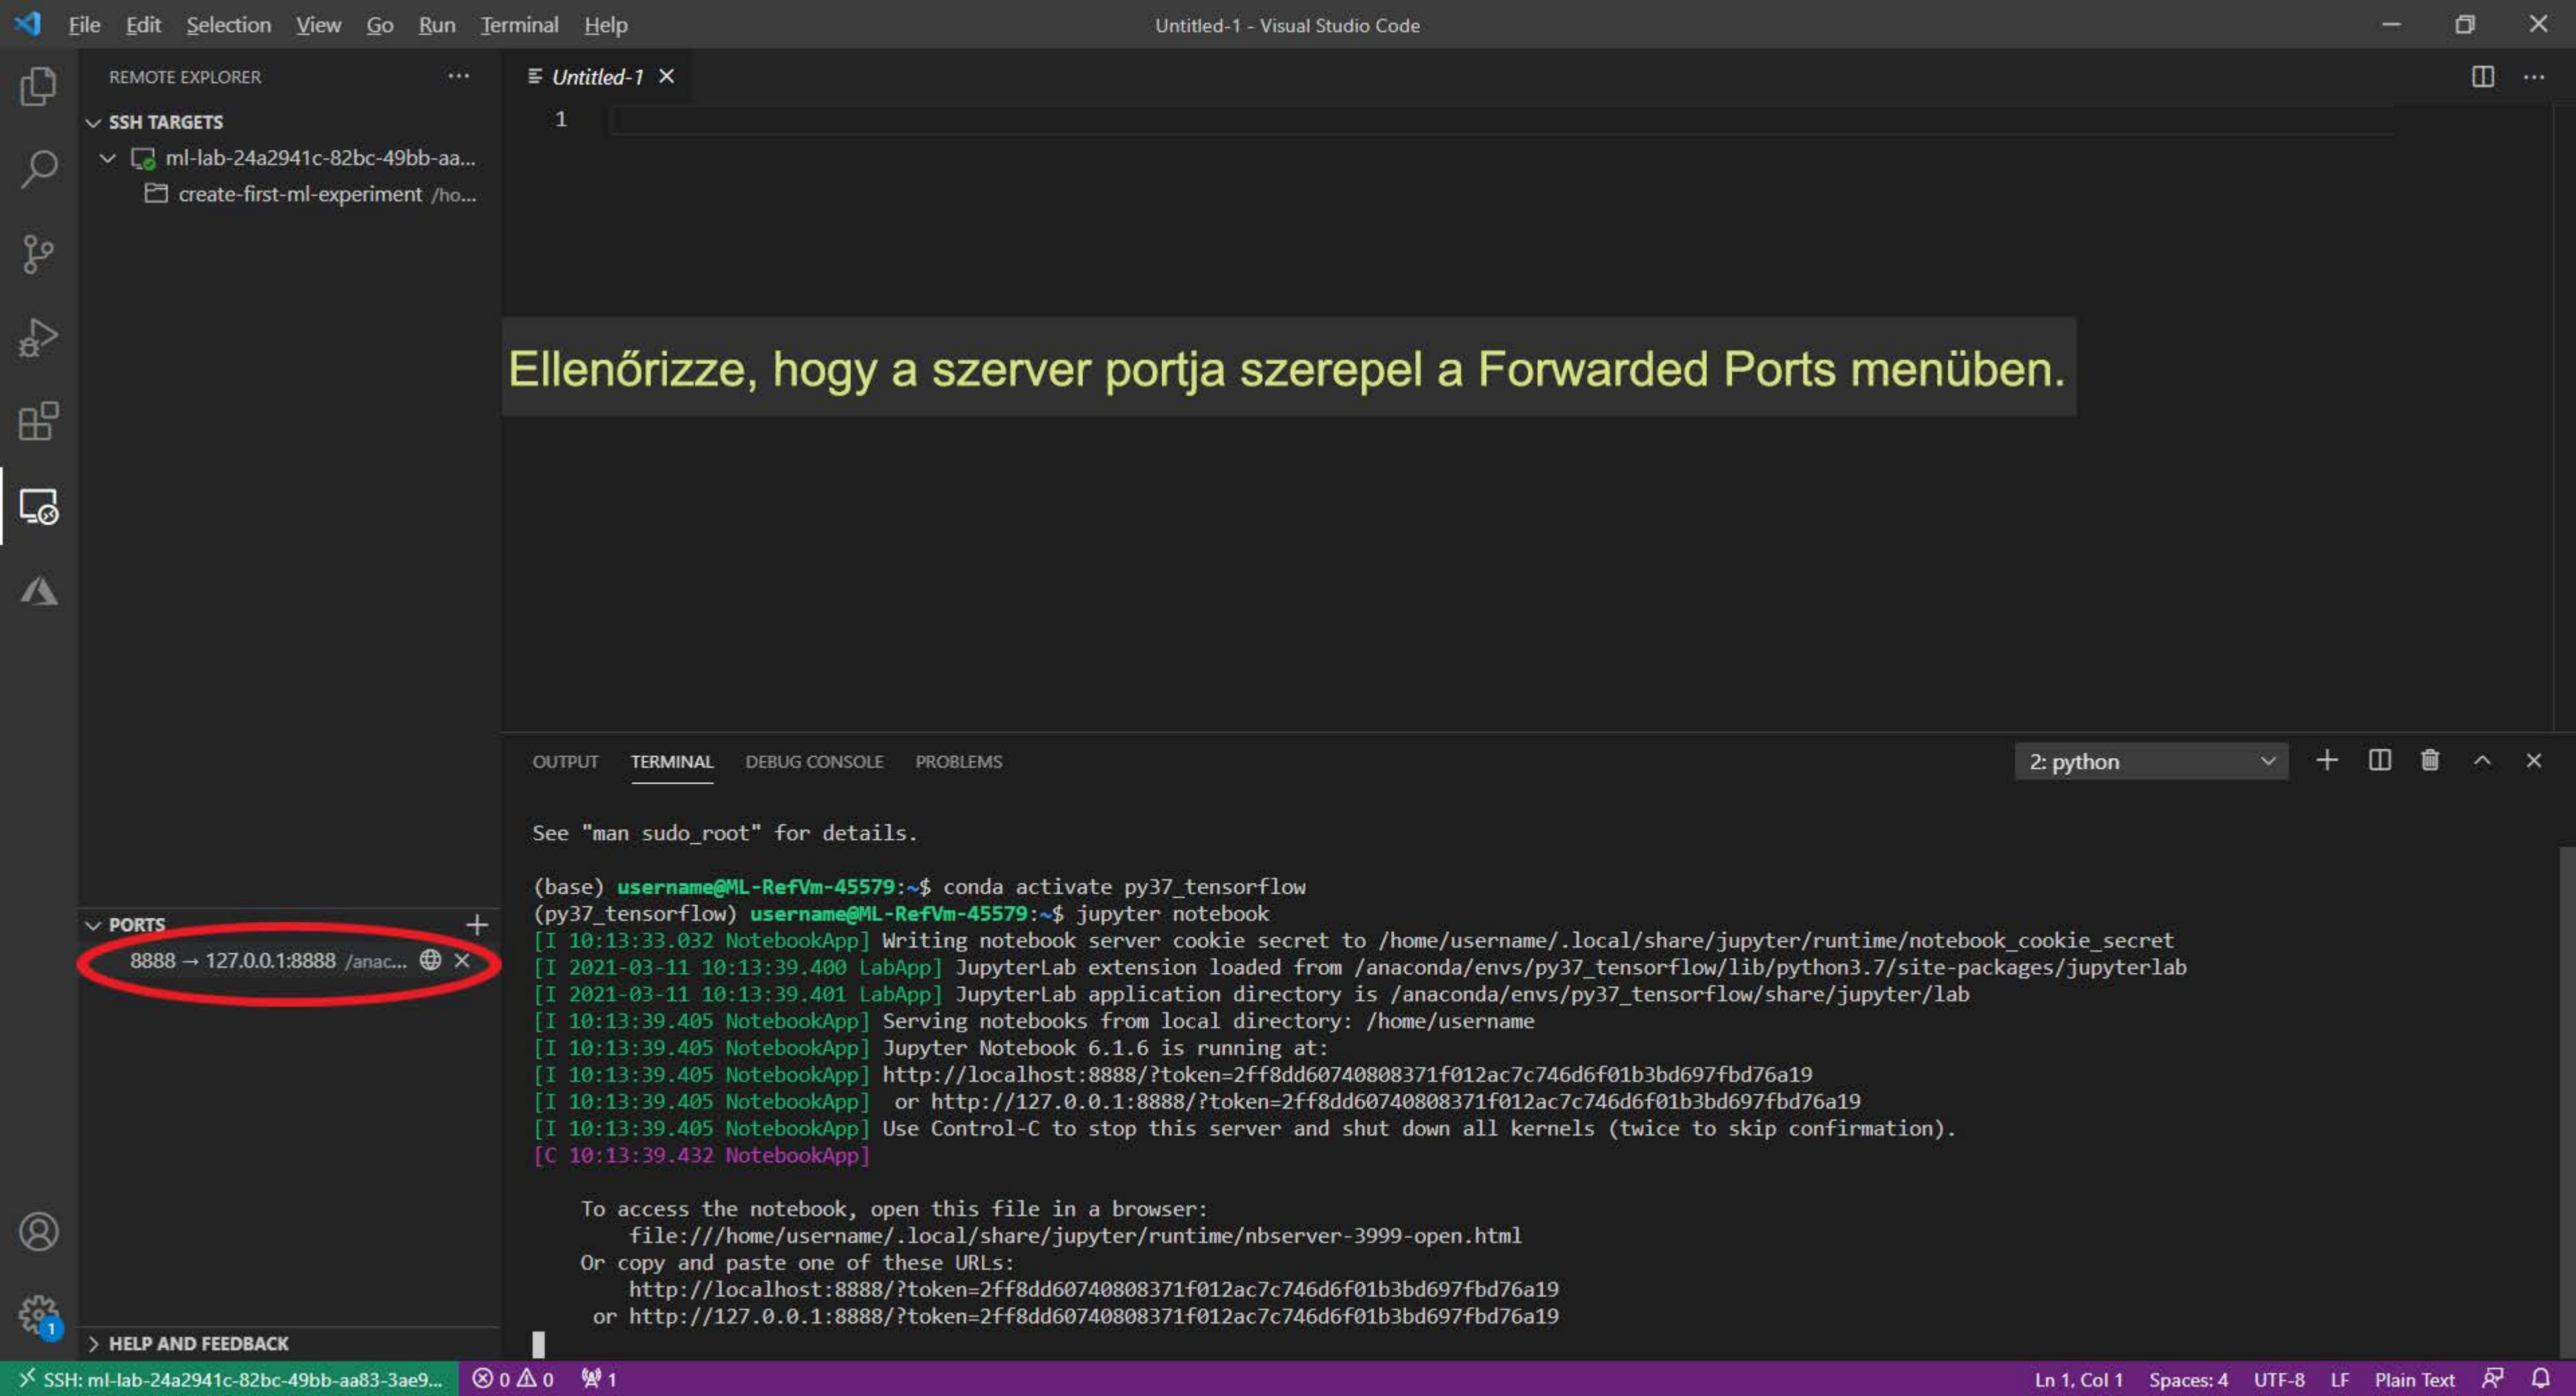 File Edit Selection View Go Run Terminal Help
Untitled-1 - Visual Studio Code
REMOTE EXPLORER
SSH TARGETS
ml-lab-24a2941c-82bc-49bb-aa...
create-first-ml-experiment /ho...
Untitled-1
1
Ellenőrizze, hogy a szerver portja szerepel a Forwarded Ports menüben.
PORTS
8888 → 127.0.0.1:8888 /anac...
HELP AND FEEDBACK
OUTPUT TERMINAL DEBUG CONSOLE PROBLEMS
2: python
See "man sudo_root" for details.
(base) username@ML-RefVm-45579:~$ conda activate py37_tensorflow
(py37_tensorflow) username@ML-RefVm-45579:~$ jupyter notebook
[I 10:13:33.032 NotebookApp] Writing notebook server cookie secret to /home/username/.local/share/jupyter/runtime/notebook_cookie_secret
[I 2021-03-11 10:13:39.400 LabApp] JupyterLab extension loaded from /anaconda/envs/py37_tensorflow/lib/python3.7/site-packages/jupyterlab
[I 2021-03-11 10:13:39.401 LabApp] JupyterLab application directory is /anaconda/envs/py37_tensorflow/share/jupyter/lab
[I 10:13:39.405 NotebookApp] Serving notebooks from local directory: /home/username
[I 10:13:39.405 NotebookApp] Jupyter Notebook 6.1.6 is running at:
[I 10:13:39.405 NotebookApp] http://localhost:8888/?token=2ff8dd60740808371f012ac7c746d6f01b3bd697fbd76a19
[I 10:13:39.405 NotebookApp]  or http://127.0.0.1:8888/?token=2ff8dd60740808371f012ac7c746d6f01b3bd697fbd76a19
[I 10:13:39.405 NotebookApp] Use Control-C to stop this server and shut down all kernels (twice to skip confirmation).
[C 10:13:39.432 NotebookApp]
To access the notebook, open this file in a browser:
file:///home/username/.local/share/jupyter/runtime/nbserver-3999-open.html
Or copy and paste one of these URLs:
http://localhost:8888/?token=2ff8dd60740808371f012ac7c746d6f01b3bd697fbd76a19
or http://127.0.0.1:8888/?token=2ff8dd60740808371f012ac7c746d6f01b3bd697fbd76a19
1
SSH: ml-lab-24a2941c-82bc-49bb-aa83-3ae9... 0 0 1
Ln 1, Col 1 Spaces: 4 UTF-8 LF Plain Text